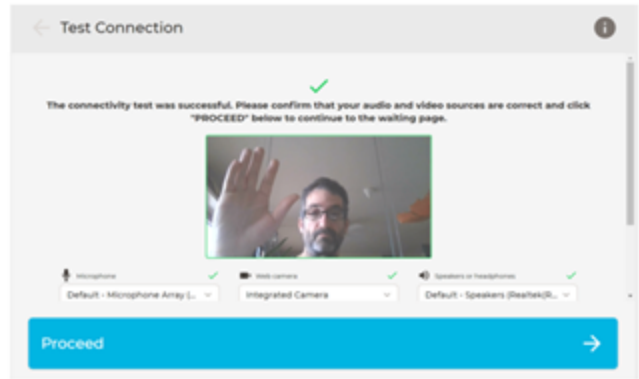 Test Connection
The connectivity test was successful. Please confirm that your audio and video sources are correct and click
"PROCEED" below to continue to the waiting page.
Microphone
Web camera
Speakers or headphones
Default - Microphone Array (...
Integrated Camera
Default - Speakers (Realtek(R...
Proceed